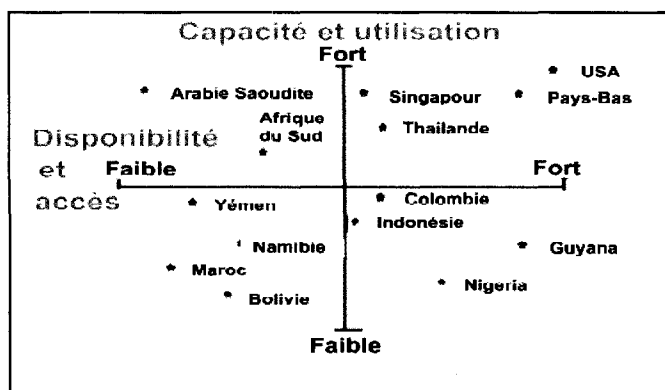 Capacité et utilisation
Fort
USA
Arabie Saoudite
Singapour
Pays-Bas
Afrique
du Sud
Thailande
Disponibilité
et
accès
Faible
Fort
Yémen
Colombie
Indonésie
Namibie
Guyana
Maroc
Nigeria
Bolivie
Faible